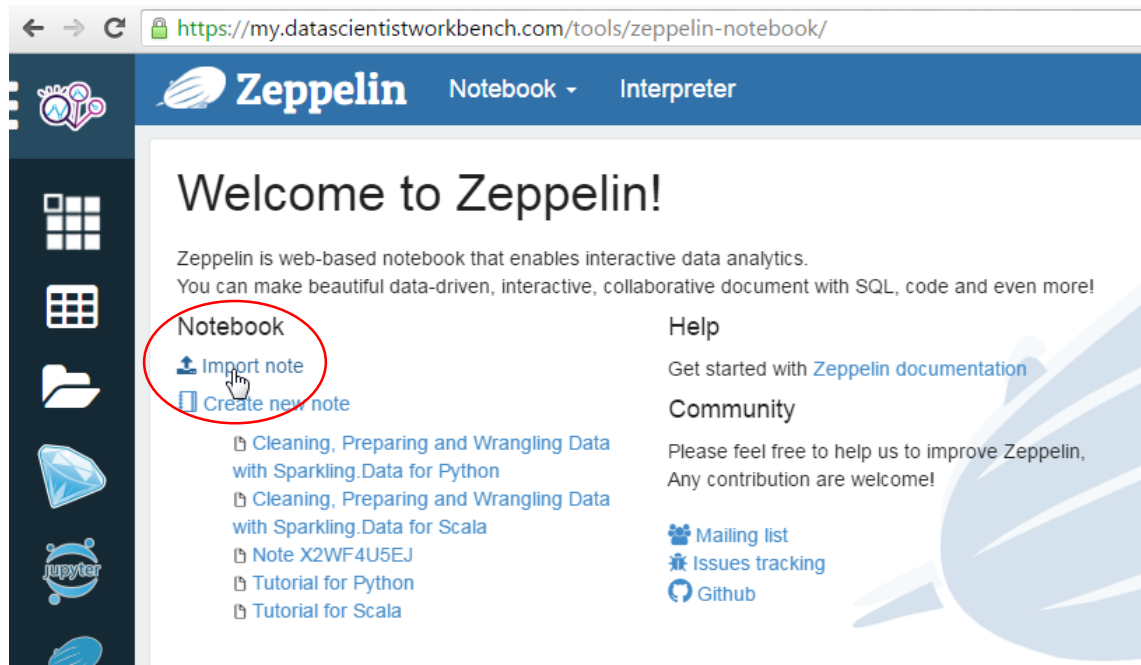 https://my.datascientistworkbench.com/tools/zeppelin-notebook/
Zeppelin Notebook Interpreter
Welcome to Zeppelin!
Zeppelin is web-based notebook that enables interactive data analytics.
You can make beautiful data-driven, interactive, collaborative document with SQL, code and even more!
Notebook
Import note
Create new note
Cleaning, Preparing and Wrangling Data
with Sparkling.Data for Python
Cleaning, Preparing and Wrangling Data
with Sparkling.Data for Scala
Note X2WF4U5EJ
Tutorial for Python
Tutorial for Scala
Help
Get started with Zeppelin documentation
Community
Please feel free to help us to improve Zeppelin,
Any contribution are welcome!
Mailing list
Issues tracking
Github
jupyter